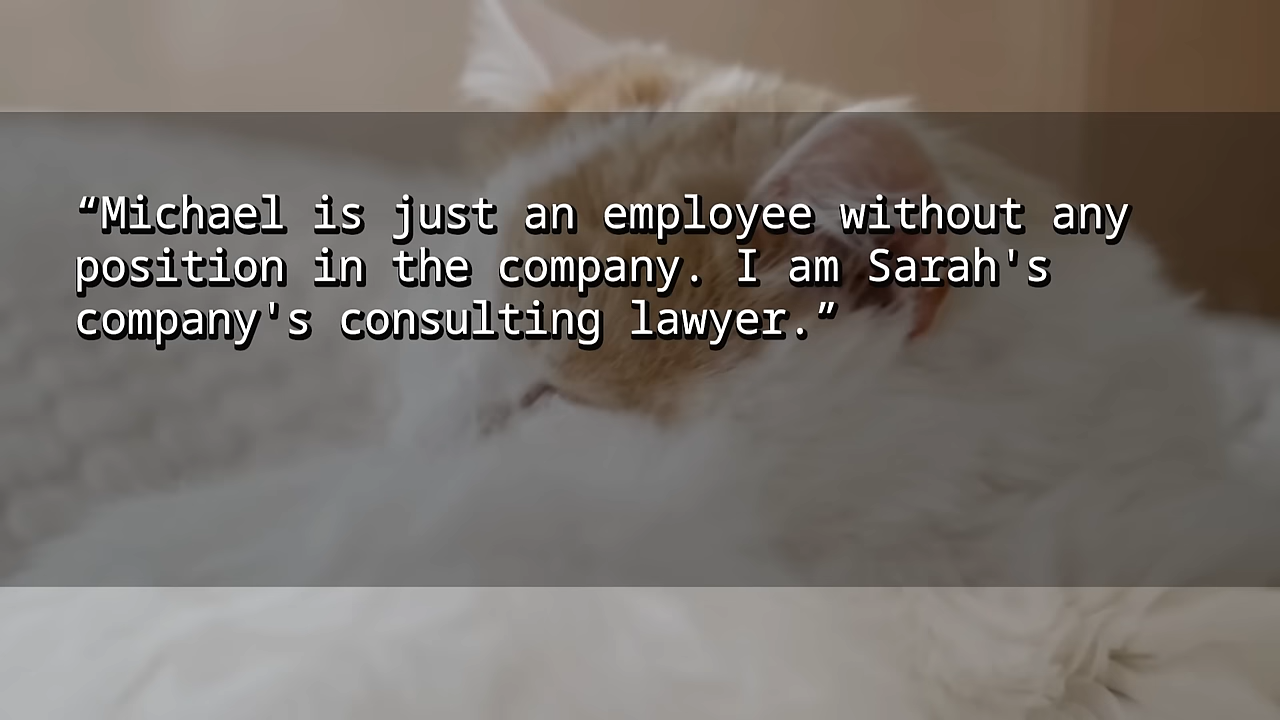 “Michael is just an employee without any
position in the company. I am Sarah's
company's consulting lawyer.”